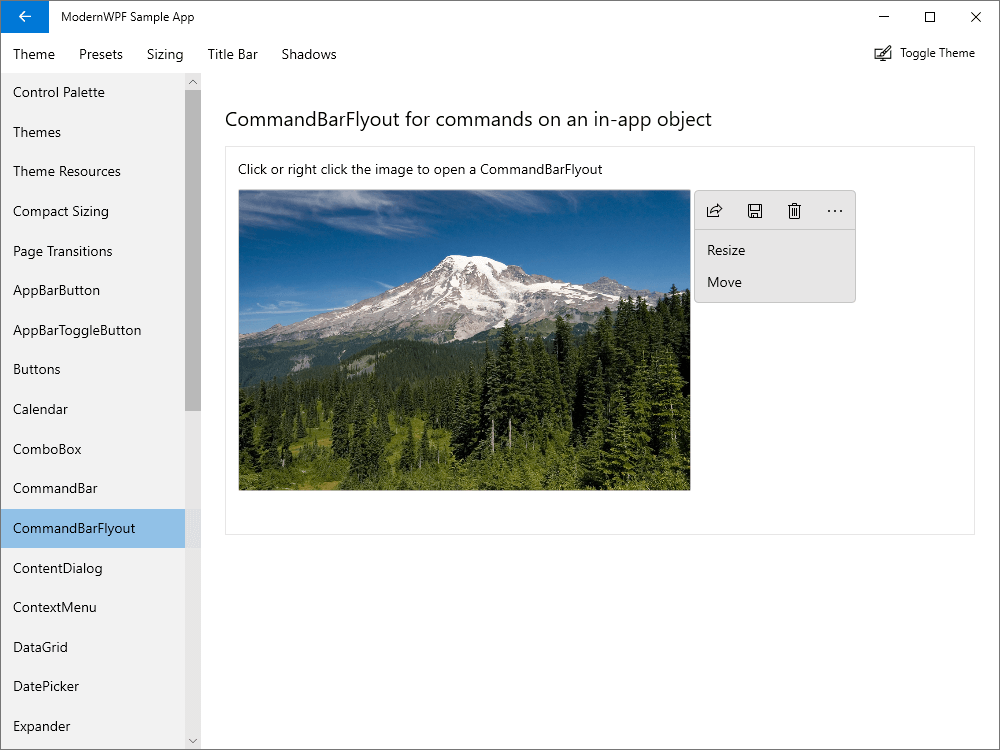 ModernWPF Sample App
Theme Presets Sizing Title Bar Shadows Toggle Theme
Control Palette
Themes
Theme Resources
Compact Sizing
Page Transitions
AppBarButton
AppBarToggleButton
Buttons
Calendar
ComboBox
CommandBar
CommandBarFlyout
ContentDialog
ContextMenu
DataGrid
DatePicker
Expander
CommandBarFlyout for commands on an in-app object
Click or right click the image to open a CommandBarFlyout
Resize
Move